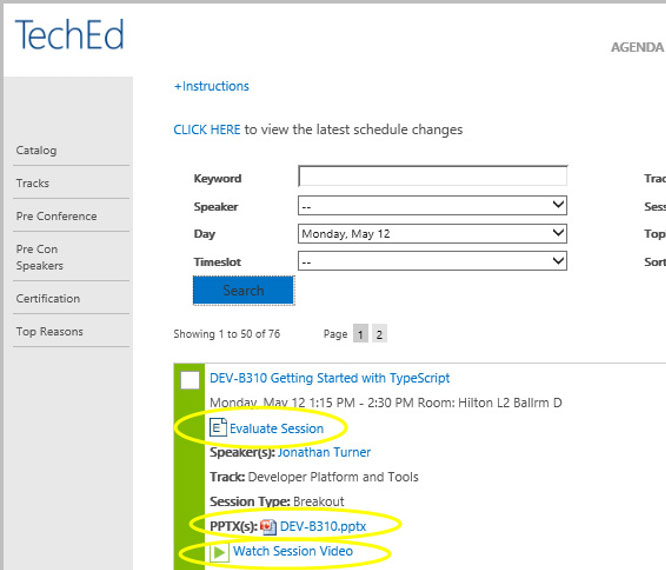 TechEd
AGENDA
+Instructions
CLICK HERE to view the latest schedule changes
Catalog
Tracks
Pre Conference
Pre Con
Speakers
Certification
Top Reasons
Keyword
Trac
Speaker -- Sess
Day Monday, May 12 Top
Timeslot -- Sort
Search
Showing 1 to 50 of 76 Page 1 2
DEV-B310 Getting Started with TypeScript
Monday, May 12 1:15 PM - 2:30 PM Room: Hilton L2 Ballrm D
E Evaluate Session
Speaker(s): Jonathan Turner
Track: Developer Platform and Tools
Session Type: Breakout
PPTX(s): DEV-B310.pptx
Watch Session Video